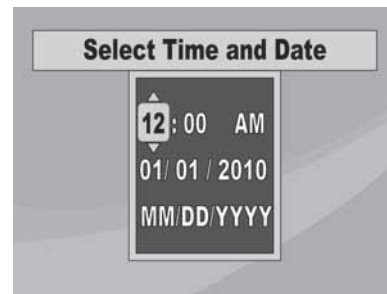 Select Time and Date
12 : 00 AM
01/ 01 / 2010
MM/DD/YYYY